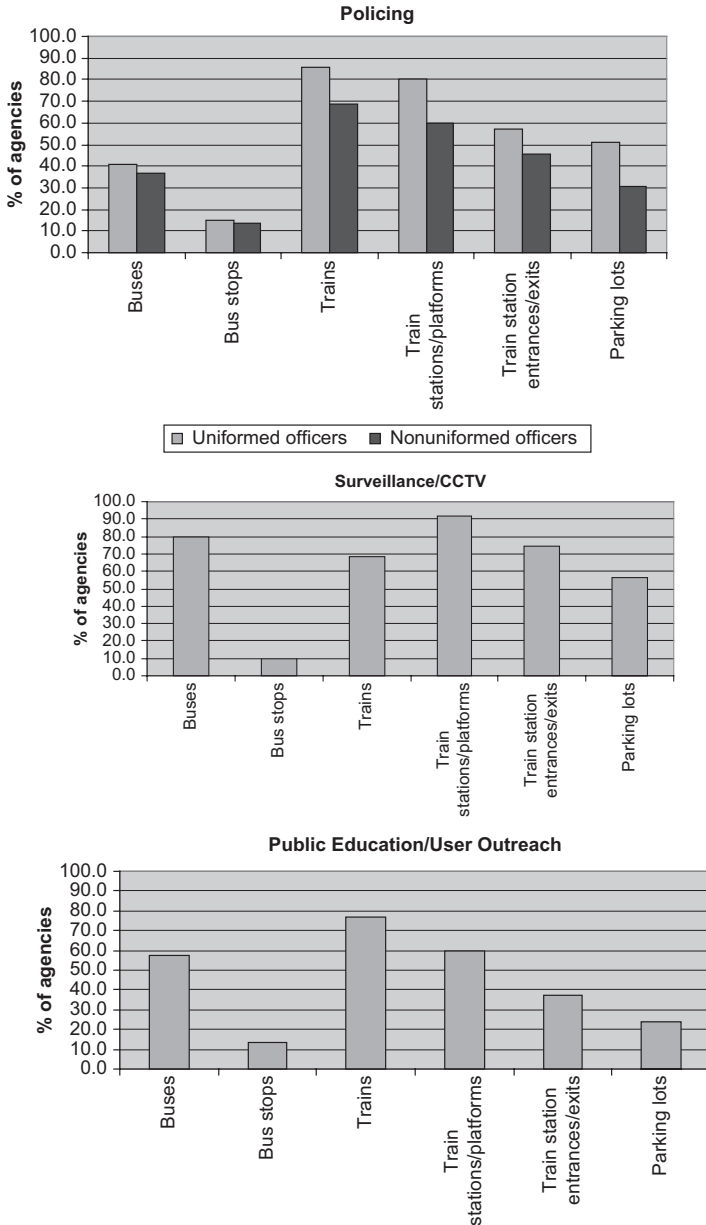 Policing
% of agencies
100.0
90.0
80.0
70.0
60.0
50.0
40.0
30.0
20.0
10.0
0.0
Buses
Bus stops
Trains
Train
stations/platforms
Train station
entrances/exits
Parking lots
Uniformed officers
Nonuniformed officers
Surveillance/CCTV
% of agencies
100.0
90.0
80.0
70.0
60.0
50.0
40.0
30.0
20.0
10.0
0.0
Buses
Bus stops
Trains
Train
stations/platforms
Train station
entrances/exits
Parking lots
Public Education/User Outreach
% of agencies
100.0
90.0
80.0
70.0
60.0
50.0
40.0
30.0
20.0
10.0
0.0
Buses
Bus stops
Trains
Train
stations/platforms
Train station
entrances/exits
Parking lots